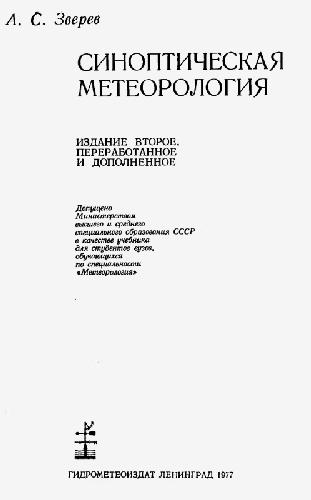 А. С. Зверев
СИНОПТИЧЕСКАЯ
МЕТЕОРОЛОГИЯ
ИЗДАНИЕ ВТОРОЕ,
ПЕРЕРАБОТАННОЕ
И ДОПОЛНЕННОЕ
Допущено
Министерством
высшего и среднего
специального образования СССР
в качестве учебника
для студентов вузов,
обучающихся
по специальности
«Метеорология»
ГИДРОМЕТЕОИЗДАТ ЛЕНИНГРАД 1977